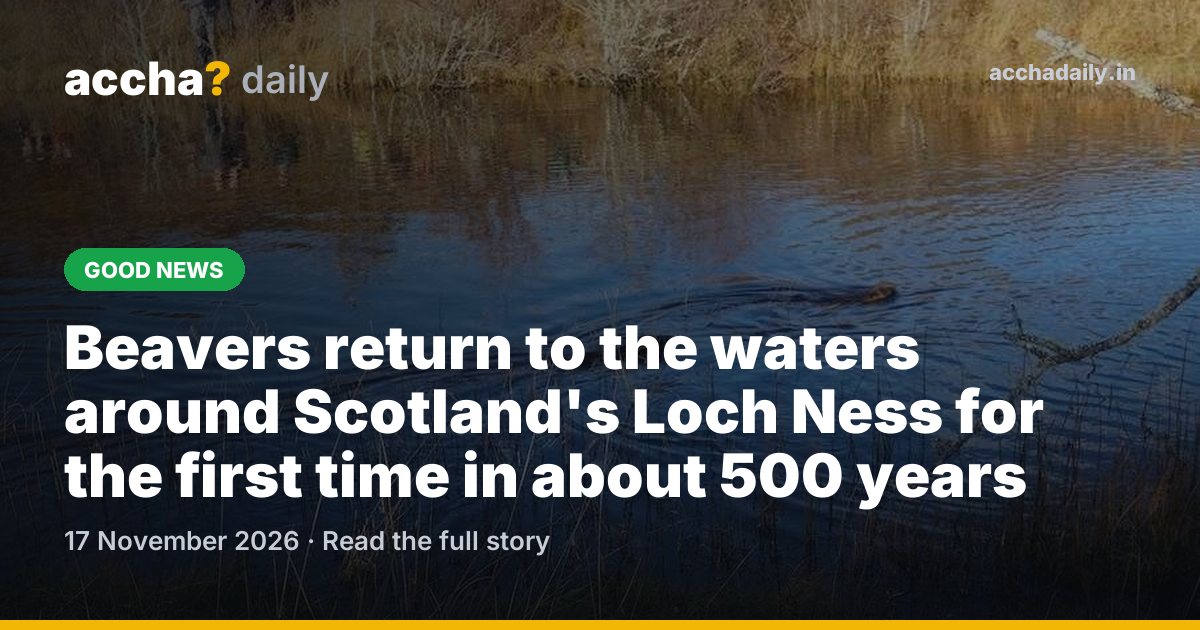 accha? daily
acchadaily.in
GOOD NEWS
Beavers return to the waters
around Scotland's Loch Ness for
the first time in about 500 years
17 November 2026 · Read the full story